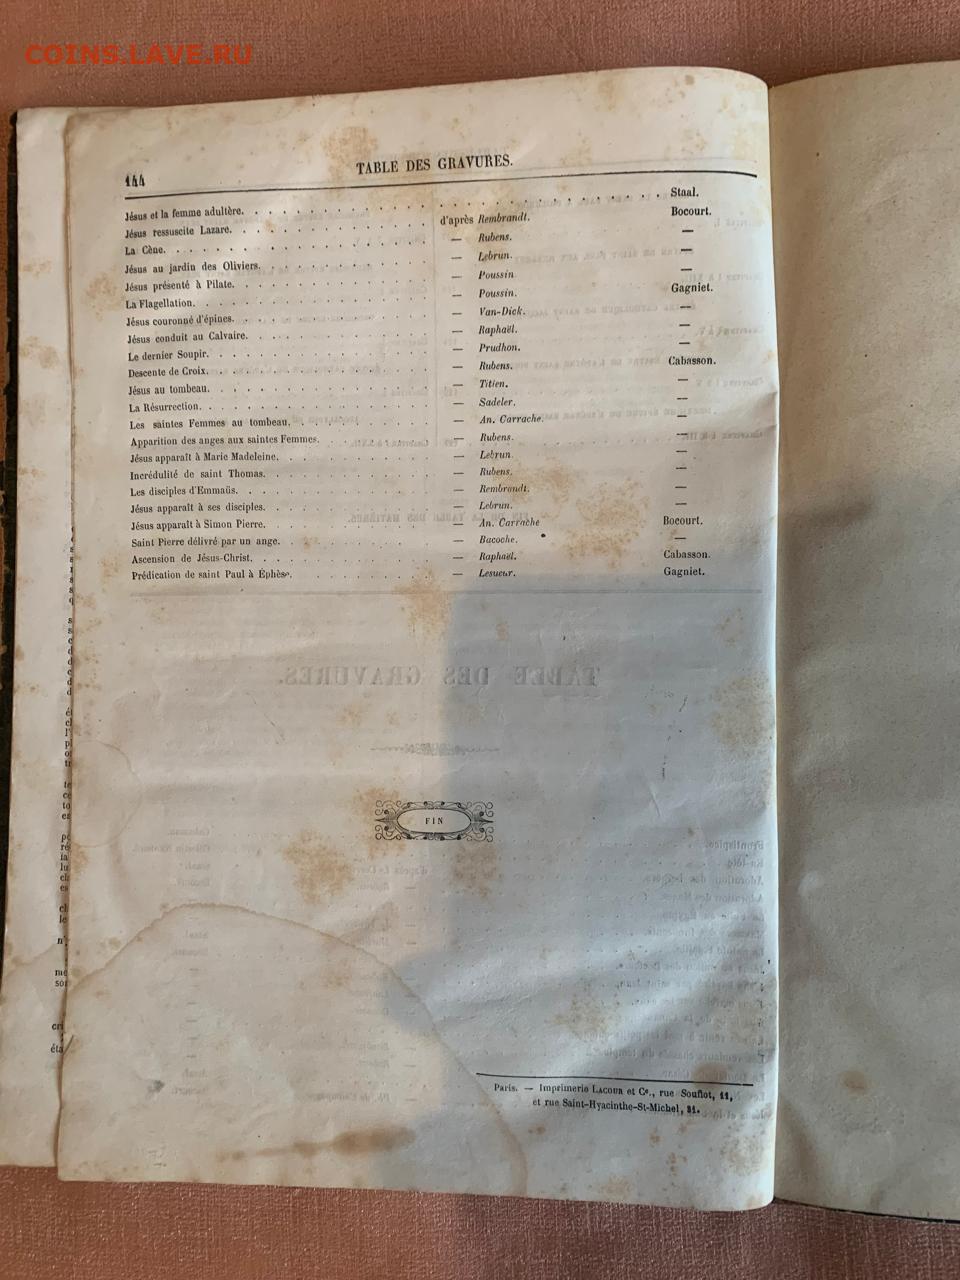 COINS.LAVE.RU
144
TABLE DES GRAVURES.
Jésus et la femme adultère. Staal.
Jésus ressuscite Lazare. d'après Rembrandt. Bocourt.
La Cène. — Rubens. —
Jésus au jardin des Oliviers. — Lebrun. —
Jésus présenté à Pilate. — Poussin —
La Flagellation. — Poussin. Gagniet.
Jésus couronné d'épines. — Van-Dick. —
Jésus conduit au Calvaire. — Raphaël. —
Le dernier Soupir. — Prudhon. —
Descente de Croix. — Rubens. Cabasson.
Jésus au tombeau. — Titien. —
La Résurrection. — Sadeler. —
Les saintes Femmes au tombeau. — An. Carrache. —
Apparition des anges aux saintes Femmes. — Rubens. —
Jésus apparaît à Marie Madeleine. — Lebrun. —
Incrédulité de saint Thomas. — Rubens. —
Les disciples d'Emmaüs. — Rembrandt. —
Jésus apparaît à ses disciples. — Lebrun. —
Jésus apparaît à Simon Pierre. — An. Carrache Bocourt.
Saint Pierre délivré par un ange. — Bacoche. —
Ascension de Jésus-Christ. — Raphaël. Cabasson.
Prédication de saint Paul à Éphèse. — Lesueur. Gagniet.
FIN
Paris. — Imprimerie LACOUR et Cᵉ., rue Soufflot, 11,
et rue Saint-Hyacinthe-St-Michel, 31.